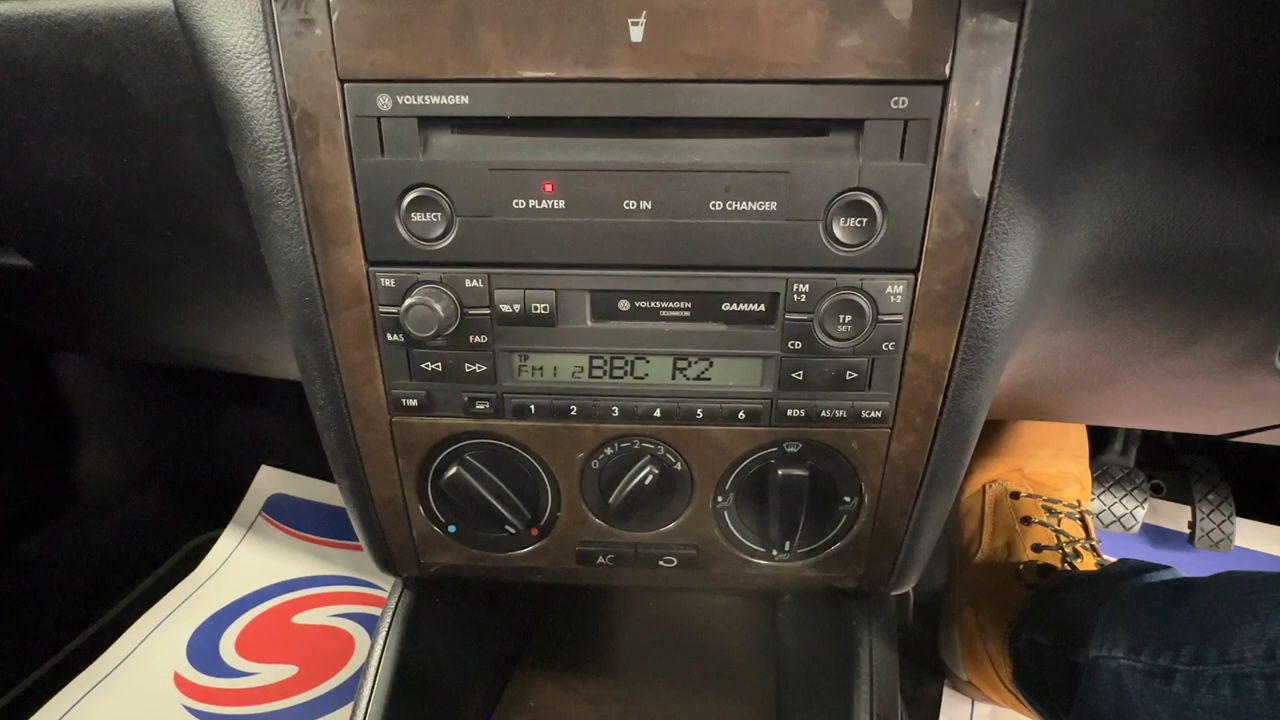 VOLKSWAGEN CD
CD PLAYER CD IN CD CHANGER
SELECT EJECT
TRE BAL
BAS FAD
VOLKSWAGEN GAMMA
FM 1-2 AM 1-2
TP SET
CD CC
TP
FM1 2 BBC R2
TIM 1 2 3 4 5 6 RDS AS/SFL SCAN
0 1 2 3 4
AC